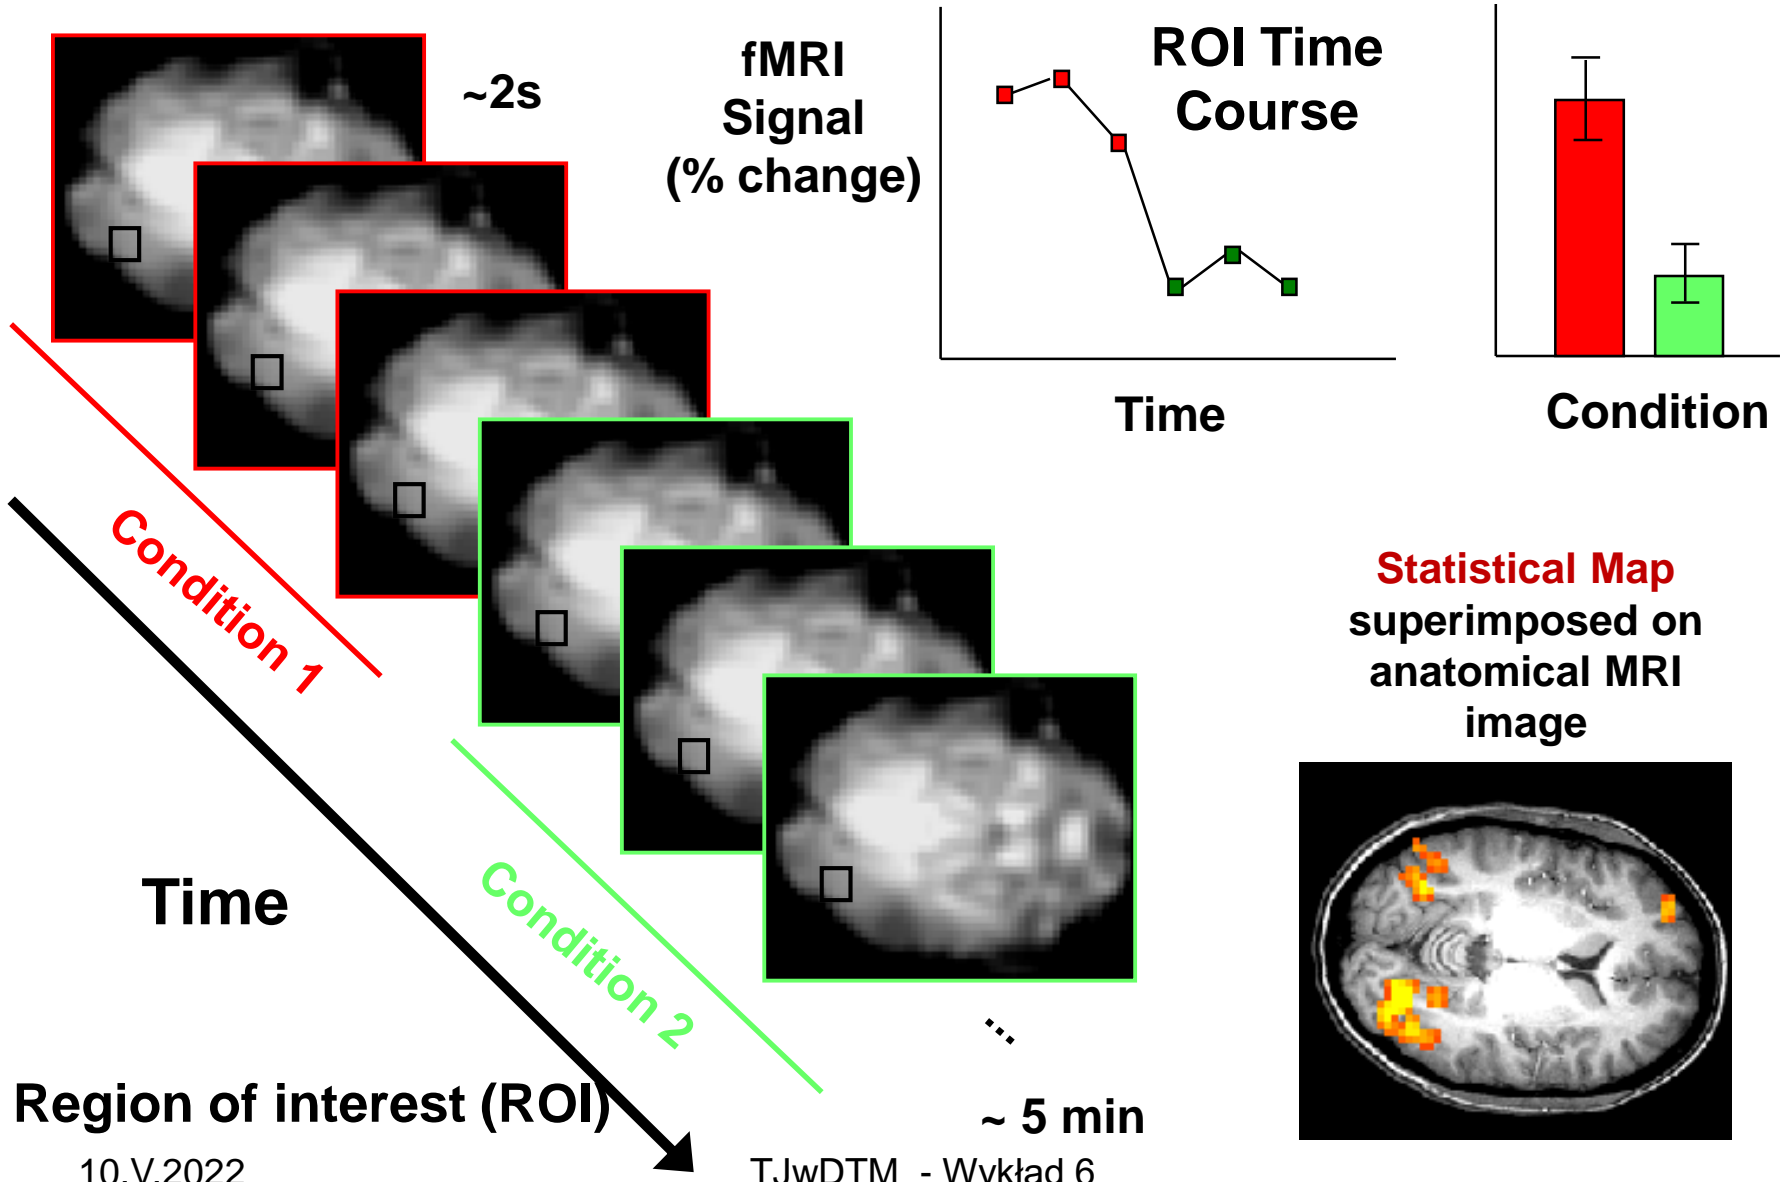 ~2s
fMRI
Signal
(% change)
ROI Time
Course
Time
Condition
Condition 1
Condition 2
Time
Statistical Map
superimposed on
anatomical MRI
image
...
~ 5 min
Region of interest (ROI)
10.V.2022
TJwDTM - Wykład 6